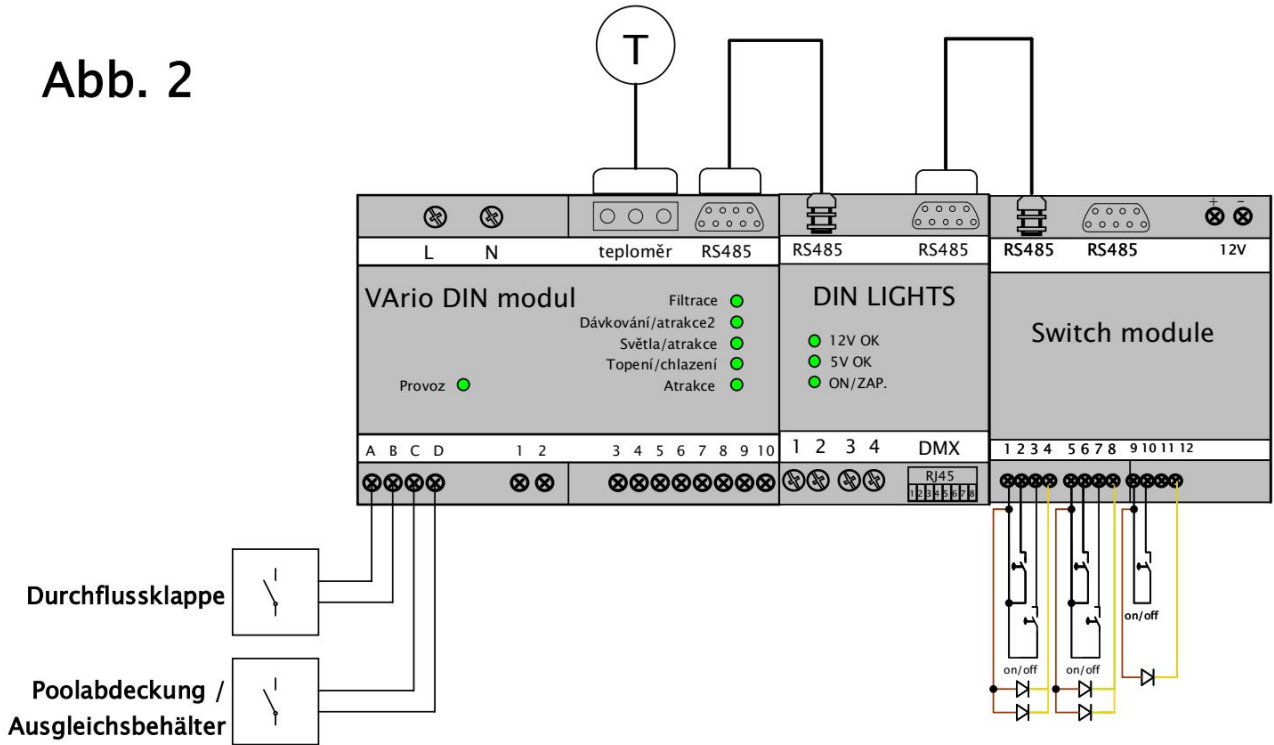 Abb. 2
T
+ -
L N teploměr RS485 RS485 RS485 RS485 RS485 12V
VArio DIN modul
Filtrace
Dávkování/atrakce2
Světla/atrakce
Topení/chlazení
Provoz
Atrakce
DIN LIGHTS
12V OK
5V OK
ON/ZAP.
Switch module
A B C D 1 2 3 4 5 6 7 8 9 10 1 2 3 4 DMX 1 2 3 4 5 6 7 8 9 10 11 12
RJ45
1 2 3 4 5 6 7 8
Durchflussklappe
Poolabdeckung /
Ausgleichsbehälter
on/off
on/off
on/off